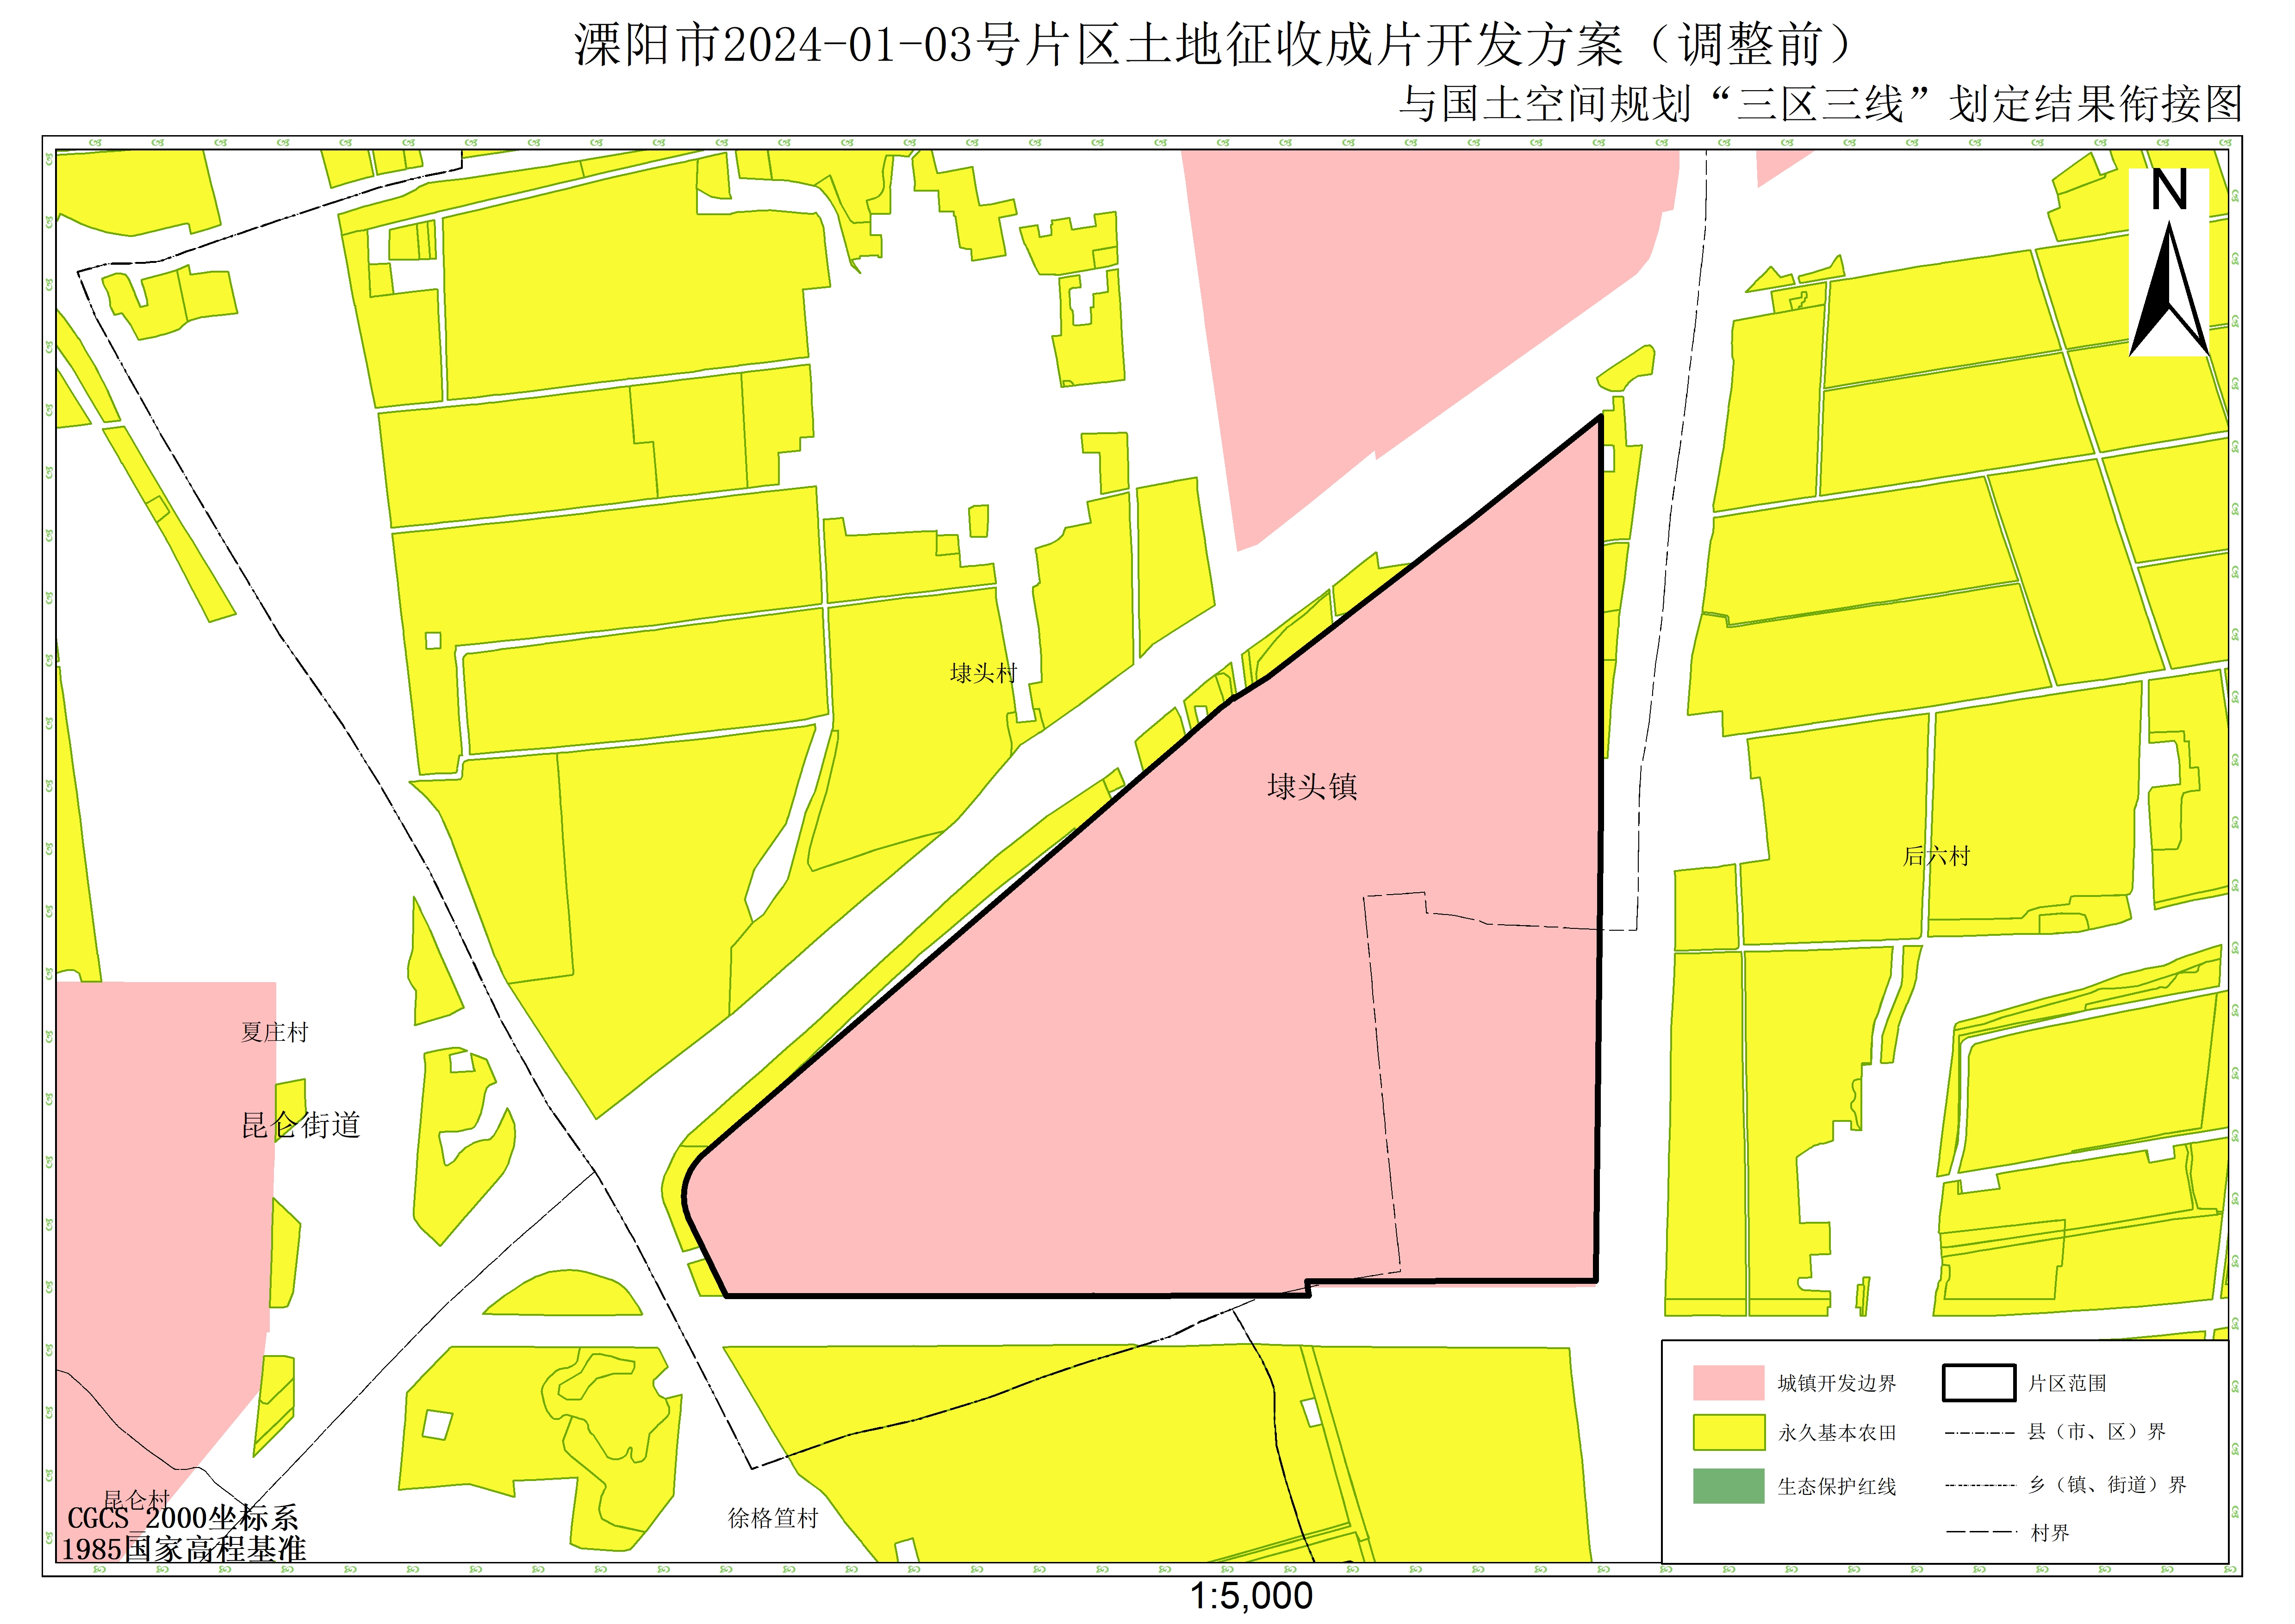 溧阳市2024-01-03号片区土地征收成片开发方案（调整前）
与国土空间规划“三区三线”划定结果衔接图
N
埭头村
埭头镇
后六村
夏庄村
昆仑街道
昆仑村
CGCS_2000坐标系
1985国家高程基准
徐格笪村
城镇开发边界
片区范围
永久基本农田
县（市、区）界
生态保护红线
乡（镇、街道）界
村界
1:5,000